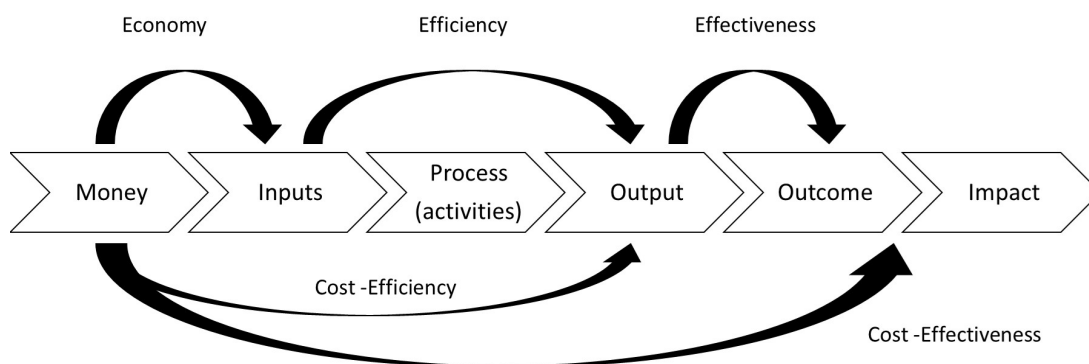 Economy
Efficiency
Effectiveness
Money
Inputs
Process
(activities)
Output
Outcome
Impact
Cost -Efficiency
Cost -Effectiveness